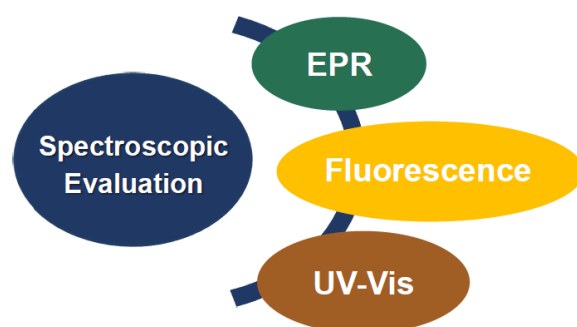 EPR
Spectroscopic
Evaluation
Fluorescence
UV-Vis